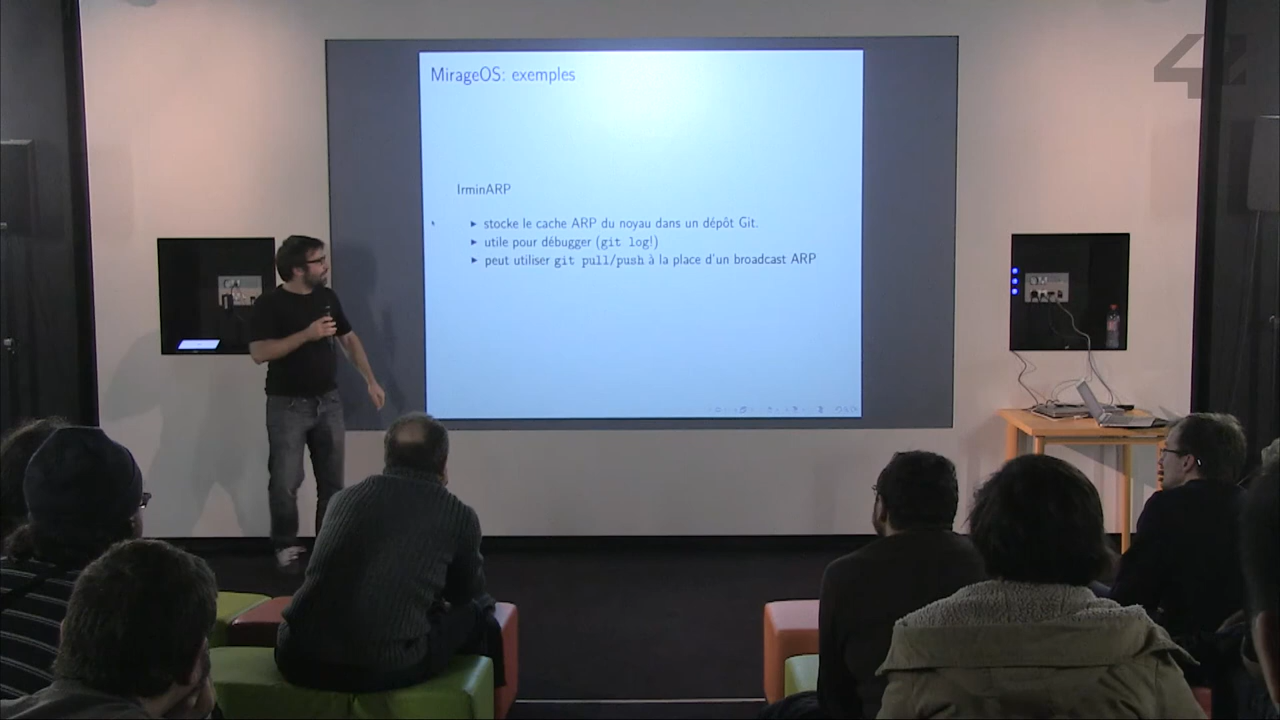 42
MirageOS: exemples
IrminARP
▸ stocke le cache ARP du noyau dans un dépôt Git.
▸ utile pour débugger (git log!)
▸ peut utiliser git pull/push à la place d'un broadcast ARP